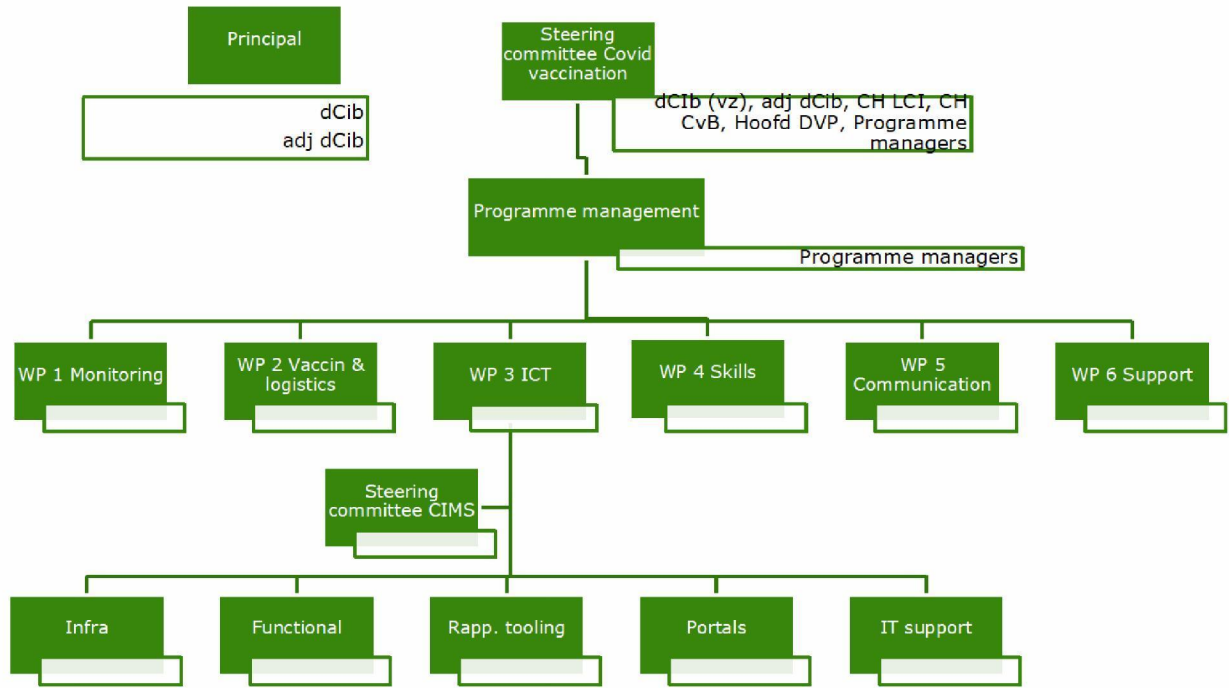 Principal
dCib
adj dCib
Steering
committee Covid
vaccination
dCIb (vz), adj dCib, CH LCI, CH
CvB, Hoofd DVP, Programme
managers
Programme management
Programme managers
WP 1 Monitoring
WP 2 Vaccin &
logistics
WP 3 ICT
WP 4 Skills
WP 5
Communication
WP 6 Support
Steering
committee CIMS
Infra
Functional
Rapp. tooling
Portals
IT support